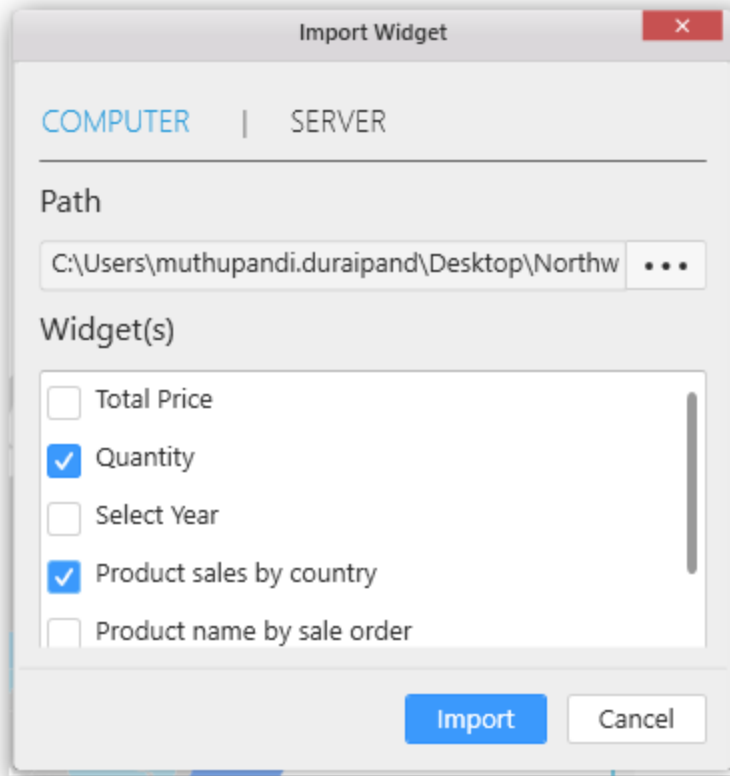 Import Widget
COMPUTER | SERVER
Path
C:\Users\muthupandi.duraipand\Desktop\Northw
Widget(s)
Total Price
Quantity
Select Year
Product sales by country
Product name by sale order
Import Cancel